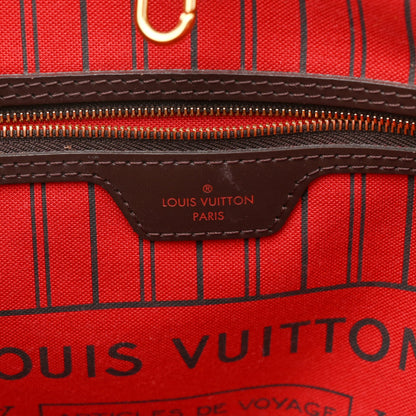 ®
LOUIS VUITTON
PARIS
LOUIS VUITTON
ARTICLES DE VOYAGE